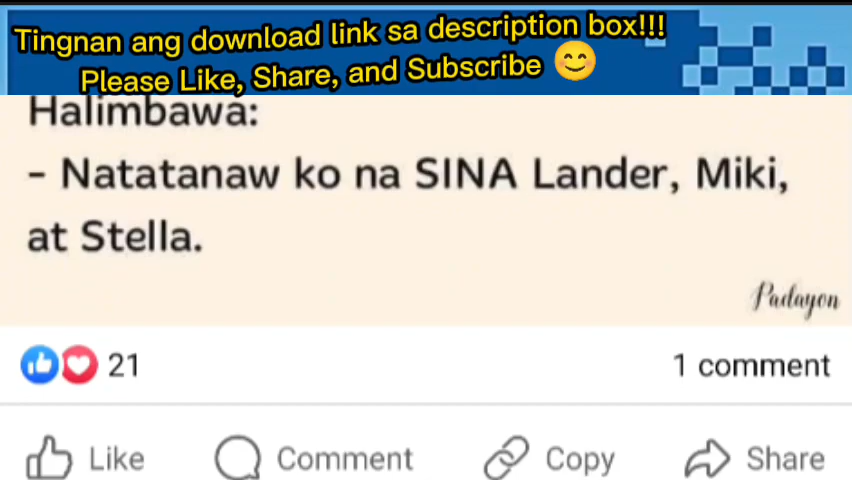 Tingnan ang download link sa description box!!!
Please Like, Share, and Subscribe 😊
Halimbawa:
- Natatanaw ko na SINA Lander, Miki,
at Stella.
Padayon
21 1 comment
Like Comment Copy Share